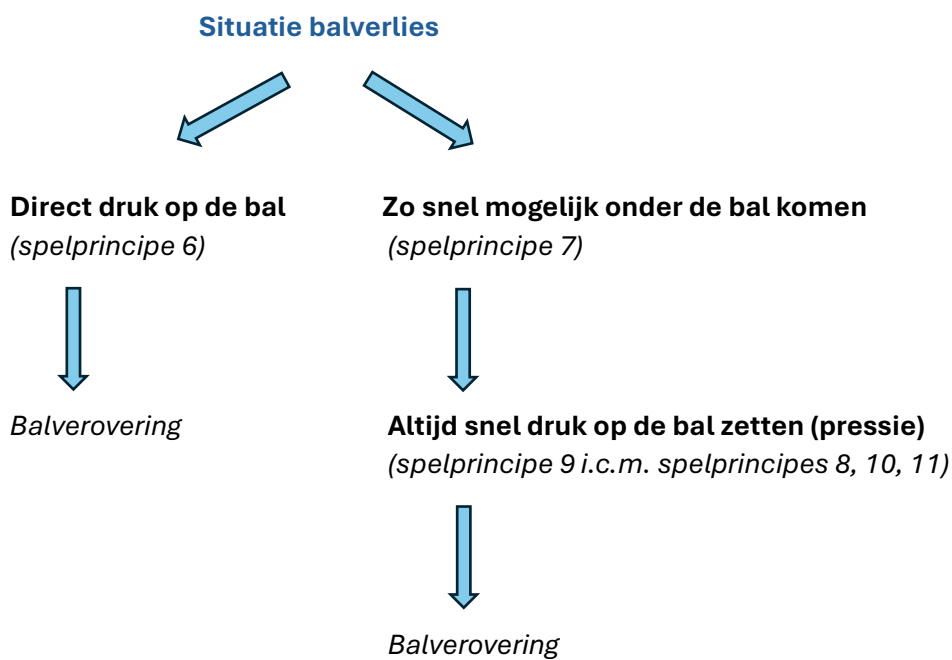 Situatie balverlies
Direct druk op de bal
(spelprincipe 6)
Zo snel mogelijk onder de bal komen
(spelprincipe 7)
Balverovering
Altijd snel druk op de bal zetten (pressie)
(spelprincipe 9 i.c.m. spelprincipes 8, 10, 11)
Balverovering